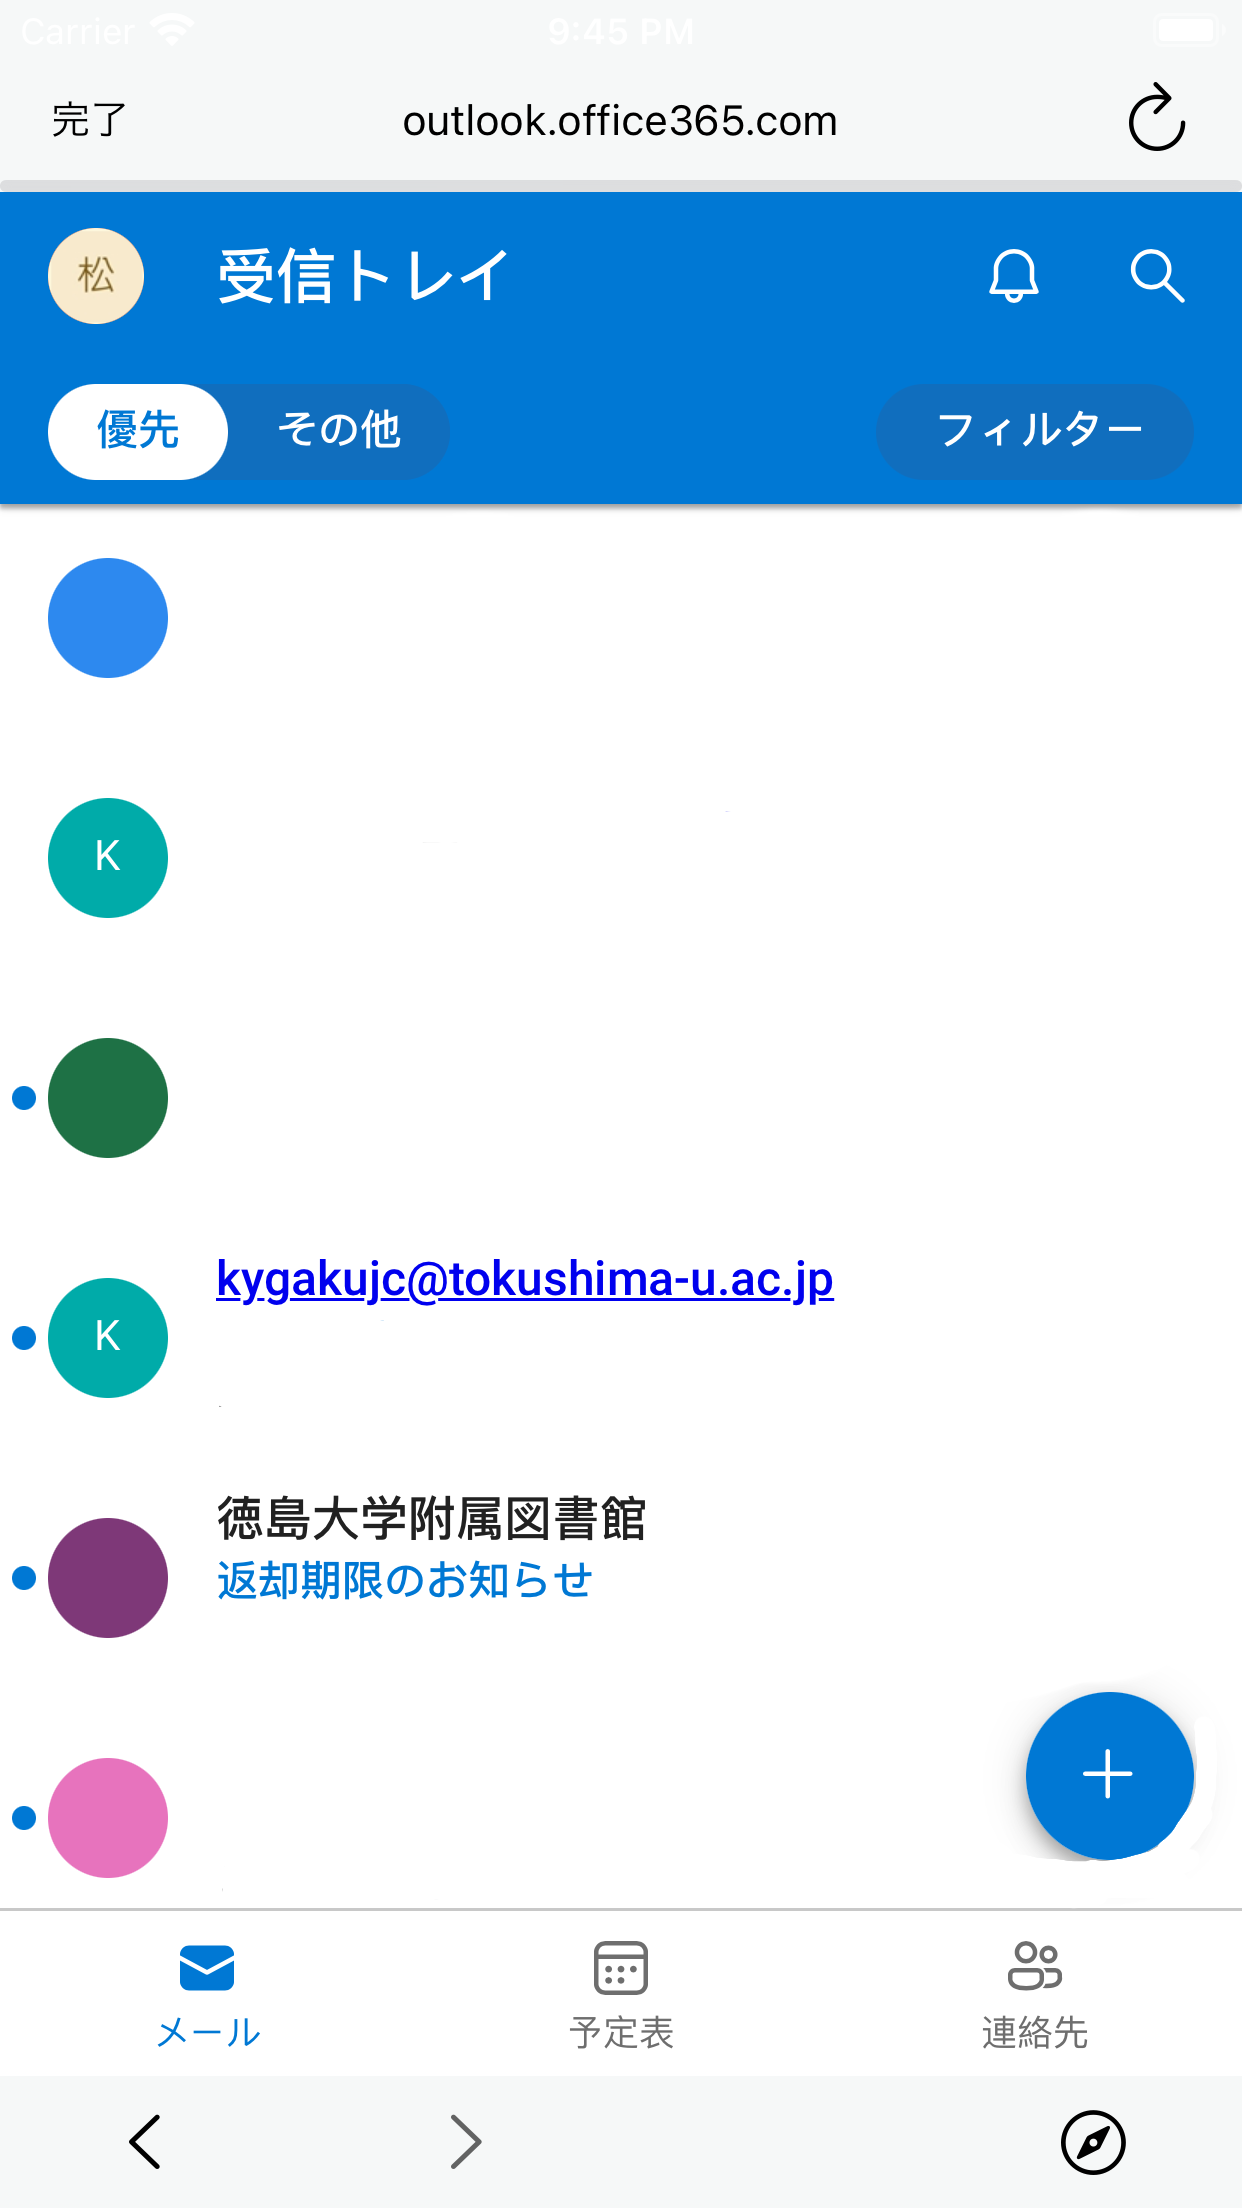 Carrier 9:45 PM
完了 outlook.office365.com
松 受信トレイ
優先 その他 フィルター
K
kygakujc@tokushima-u.ac.jp
K
徳島大学附属図書館
返却期限のお知らせ
メール 予定表 連絡先